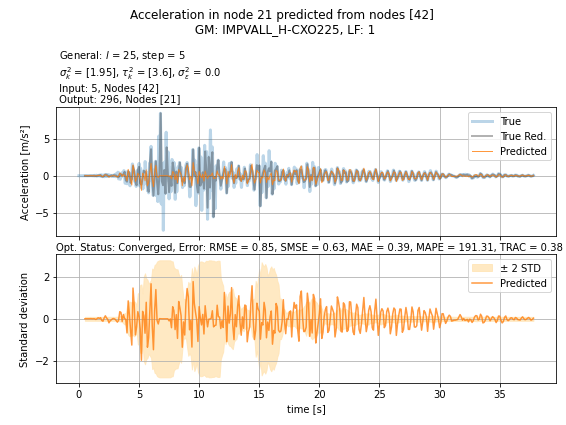 Acceleration in node 21 predicted from nodes [42]
GM: IMPVALL_H-CXO225, LF: 1
General: l = 25, step = 5
σ²ₖ = [1.95], τ²ₖ = [3.6], σ²ε = 0.0
Input: 5, Nodes [42]
Output: 296, Nodes [21]
Acceleration [m/s²]
5
0
−5
True
True Red.
Predicted
Opt. Status: Converged, Error: RMSE = 0.85, SMSE = 0.63, MAE = 0.39, MAPE = 191.31, TRAC = 0.38
Standard deviation
2
0
−2
± 2 STD
Predicted
0 5 10 15 20 25 30 35
time [s]